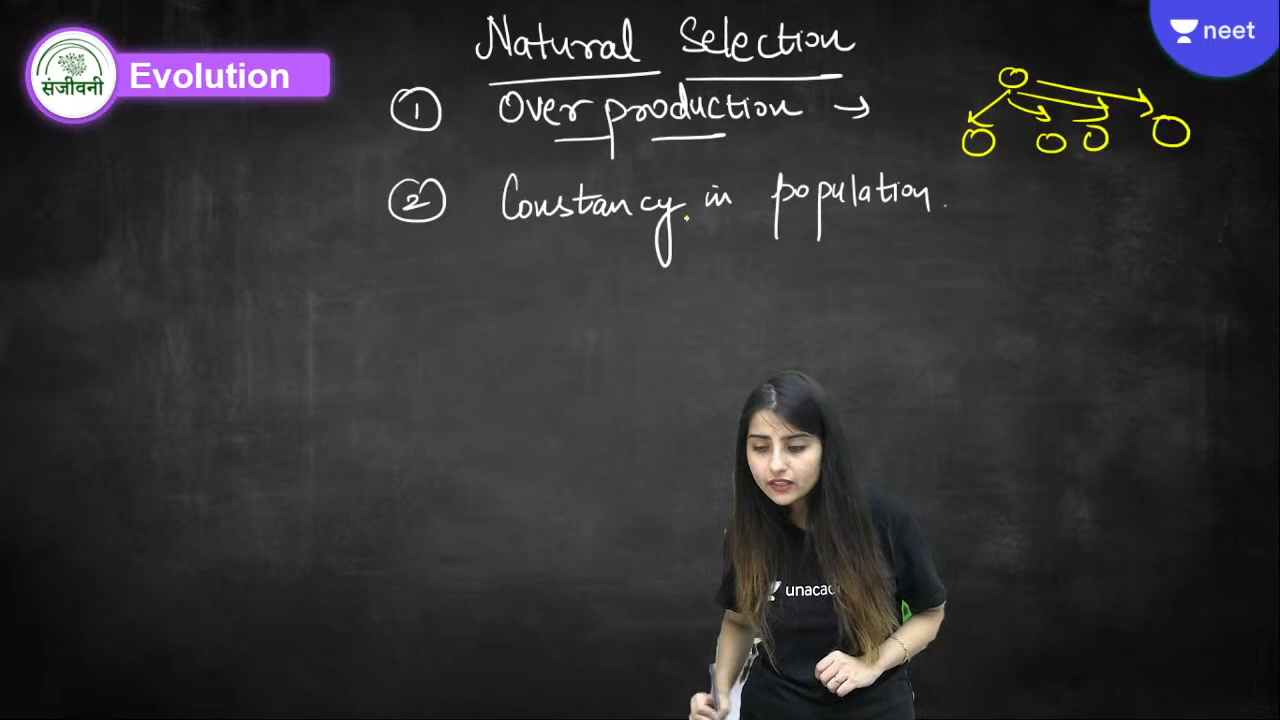 संजीवनी
Evolution
neet
Natural Selection
① Over production →
② Constancy in population.
unacad